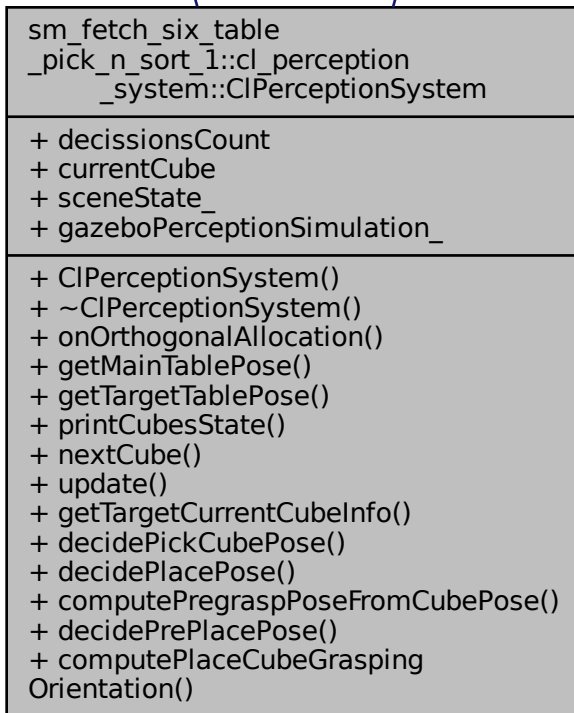 sm_fetch_six_table
_pick_n_sort_1::cl_perception
_system::ClPerceptionSystem
+ decissionsCount
+ currentCube
+ sceneState_
+ gazeboPerceptionSimulation_
+ ClPerceptionSystem()
+ ~ClPerceptionSystem()
+ onOrthogonalAllocation()
+ getMainTablePose()
+ getTargetTablePose()
+ printCubesState()
+ nextCube()
+ update()
+ getTargetCurrentCubeInfo()
+ decidePickCubePose()
+ decidePlacePose()
+ computePregraspPoseFromCubePose()
+ decidePrePlacePose()
+ computePlaceCubeGrasping
Orientation()